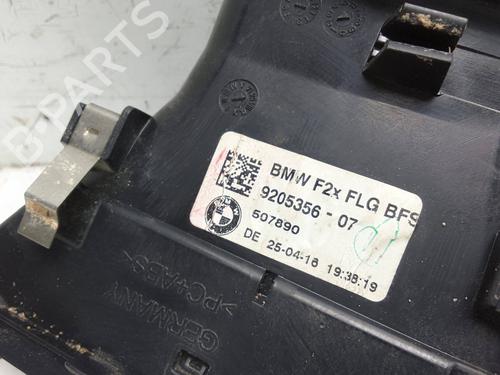 B-PARTS
BMW F2x FLG BFS
9205356 - 07
507890
DE 25-04-16 19:38:19
>PC+ABS<
GERMANY